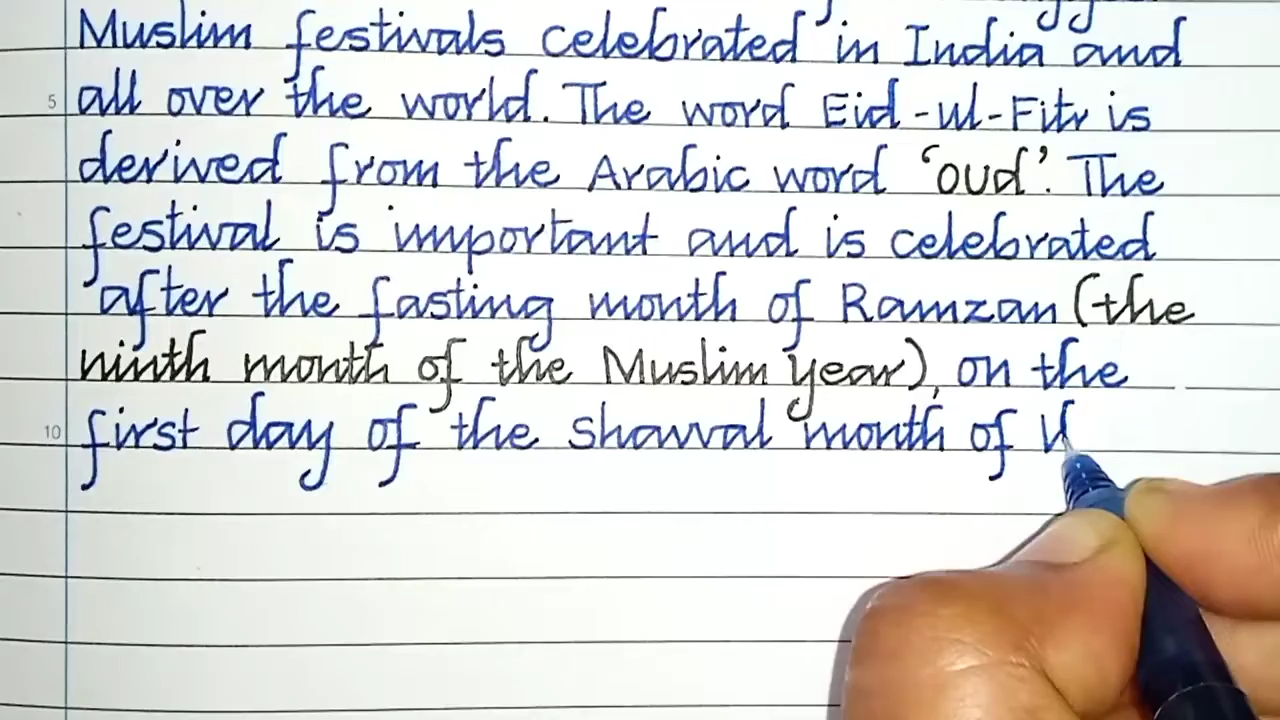 Muslim festivals celebrated in India and
5 all over the world. The word Eid-ul-Fitr is
derived from the Arabic word ‘oud’. The
festival is important and is celebrated
after the fasting month of Ramzan (the
ninth month of the Muslim year), on the
10 first day of the shawal month of